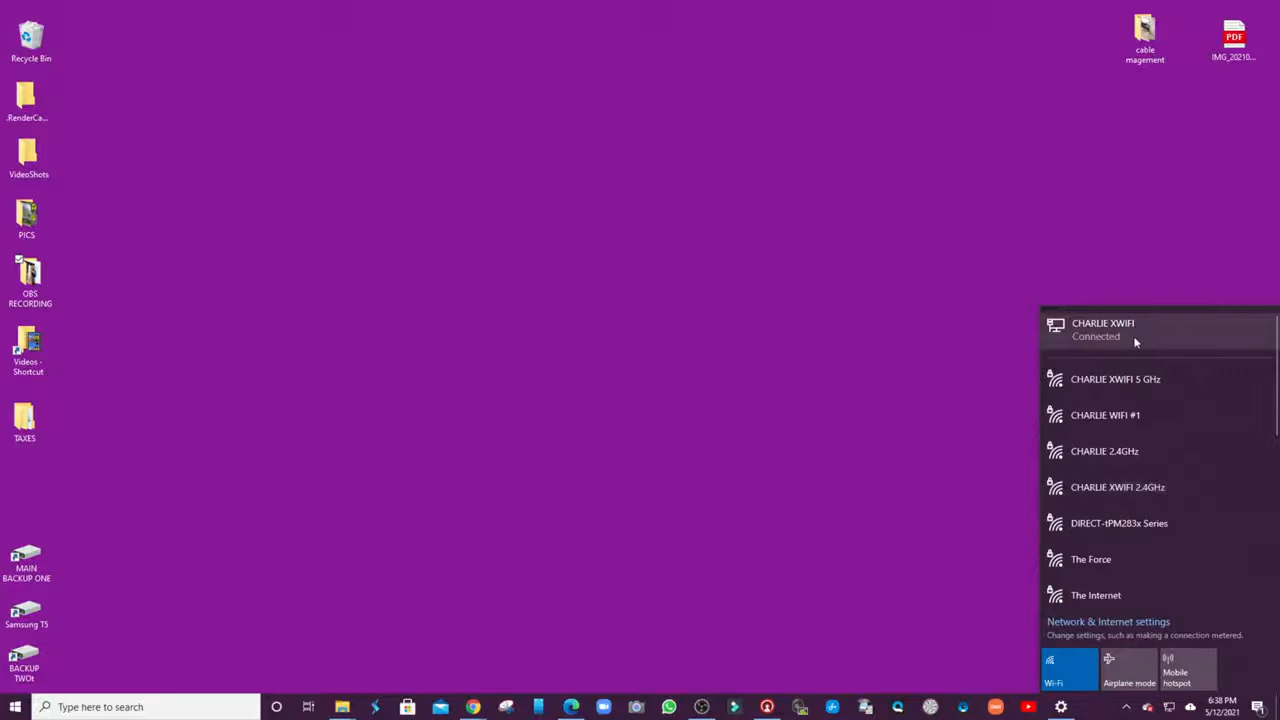 Recycle Bin
.RenderCa...
VideoShots
PICS
OBS
RECORDING
Videos -
Shortcut
TAXES
MAIN
BACKUP ONE
Samsung T5
BACKUP
TWOt
cable
magement
PDF
IMG_20210...
CHARLIE XWIFI
Connected
CHARLIE XWIFI 5 GHz
CHARLIE WIFI #1
CHARLIE 2.4GHz
CHARLIE XWIFI 2.4GHz
DIRECT-tPM283x Series
The Force
The Internet
Network & Internet settings
Change settings, such as making a connection metered.
Wi-Fi
Airplane mode
Mobile
hotspot
Type here to search
6:38 PM
5/12/2021